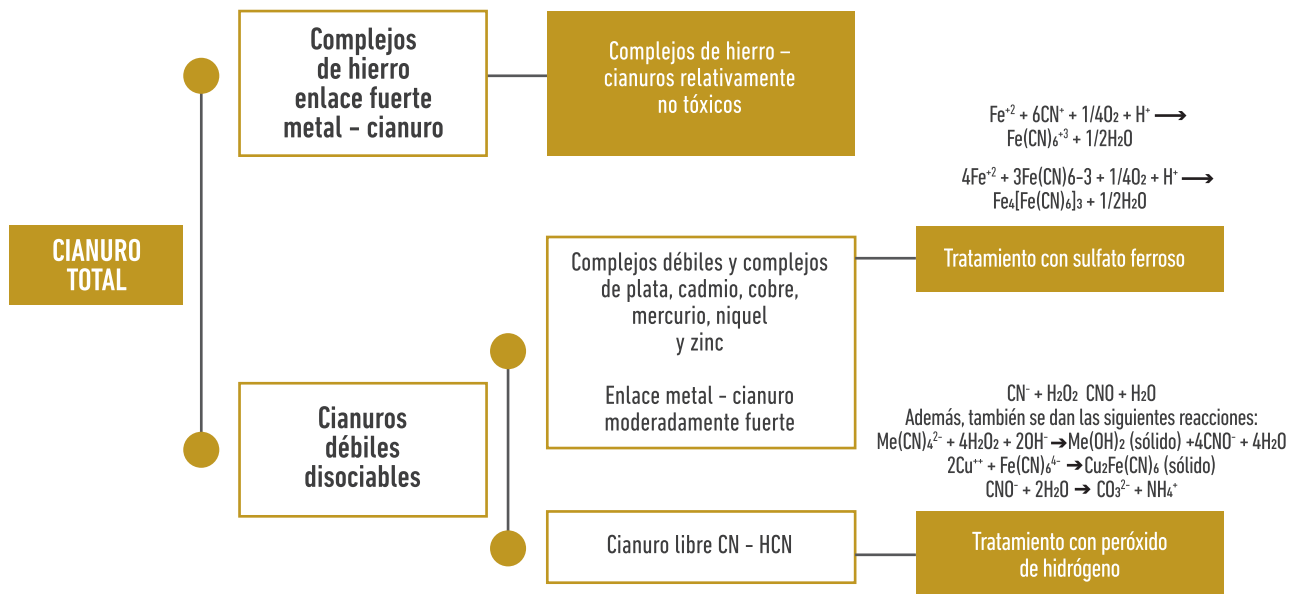 CIANURO
TOTAL
Complejos
de hierro
enlace fuerte
metal - cianuro
Complejos de hierro –
cianuros relativamente
no tóxicos
Cianuros
débiles
disociables
Complejos débiles y complejos
de plata, cadmio, cobre,
mercurio, niquel
y zinc
Enlace metal - cianuro
moderadamente fuerte
Fe⁺² + 6CN⁺ + 1/4O₂ + H⁺ ⟶
Fe(CN)₆⁺³ + 1/2H₂O
4Fe⁺² + 3Fe(CN)6-3 + 1/4O₂ + H⁺ ⟶
Fe₄[Fe(CN)₆]₃ + 1/2H₂O
Tratamiento con sulfato ferroso
Cianuro libre CN - HCN
CN⁻ + H₂O₂ CNO + H₂O
Además, también se dan las siguientes reacciones:
Me(CN)₄²⁻ + 4H₂O₂ + 2OH⁻ ➔ Me(OH)₂ (sólido) +4CNO⁻ + 4H₂O
2Cu⁺⁺ + Fe(CN)₆⁴⁻ ➔ Cu₂Fe(CN)₆ (sólido)
CNO⁻ + 2H₂O ➔ CO₃²⁻ + NH₄⁺
Tratamiento con peróxido
de hidrógeno